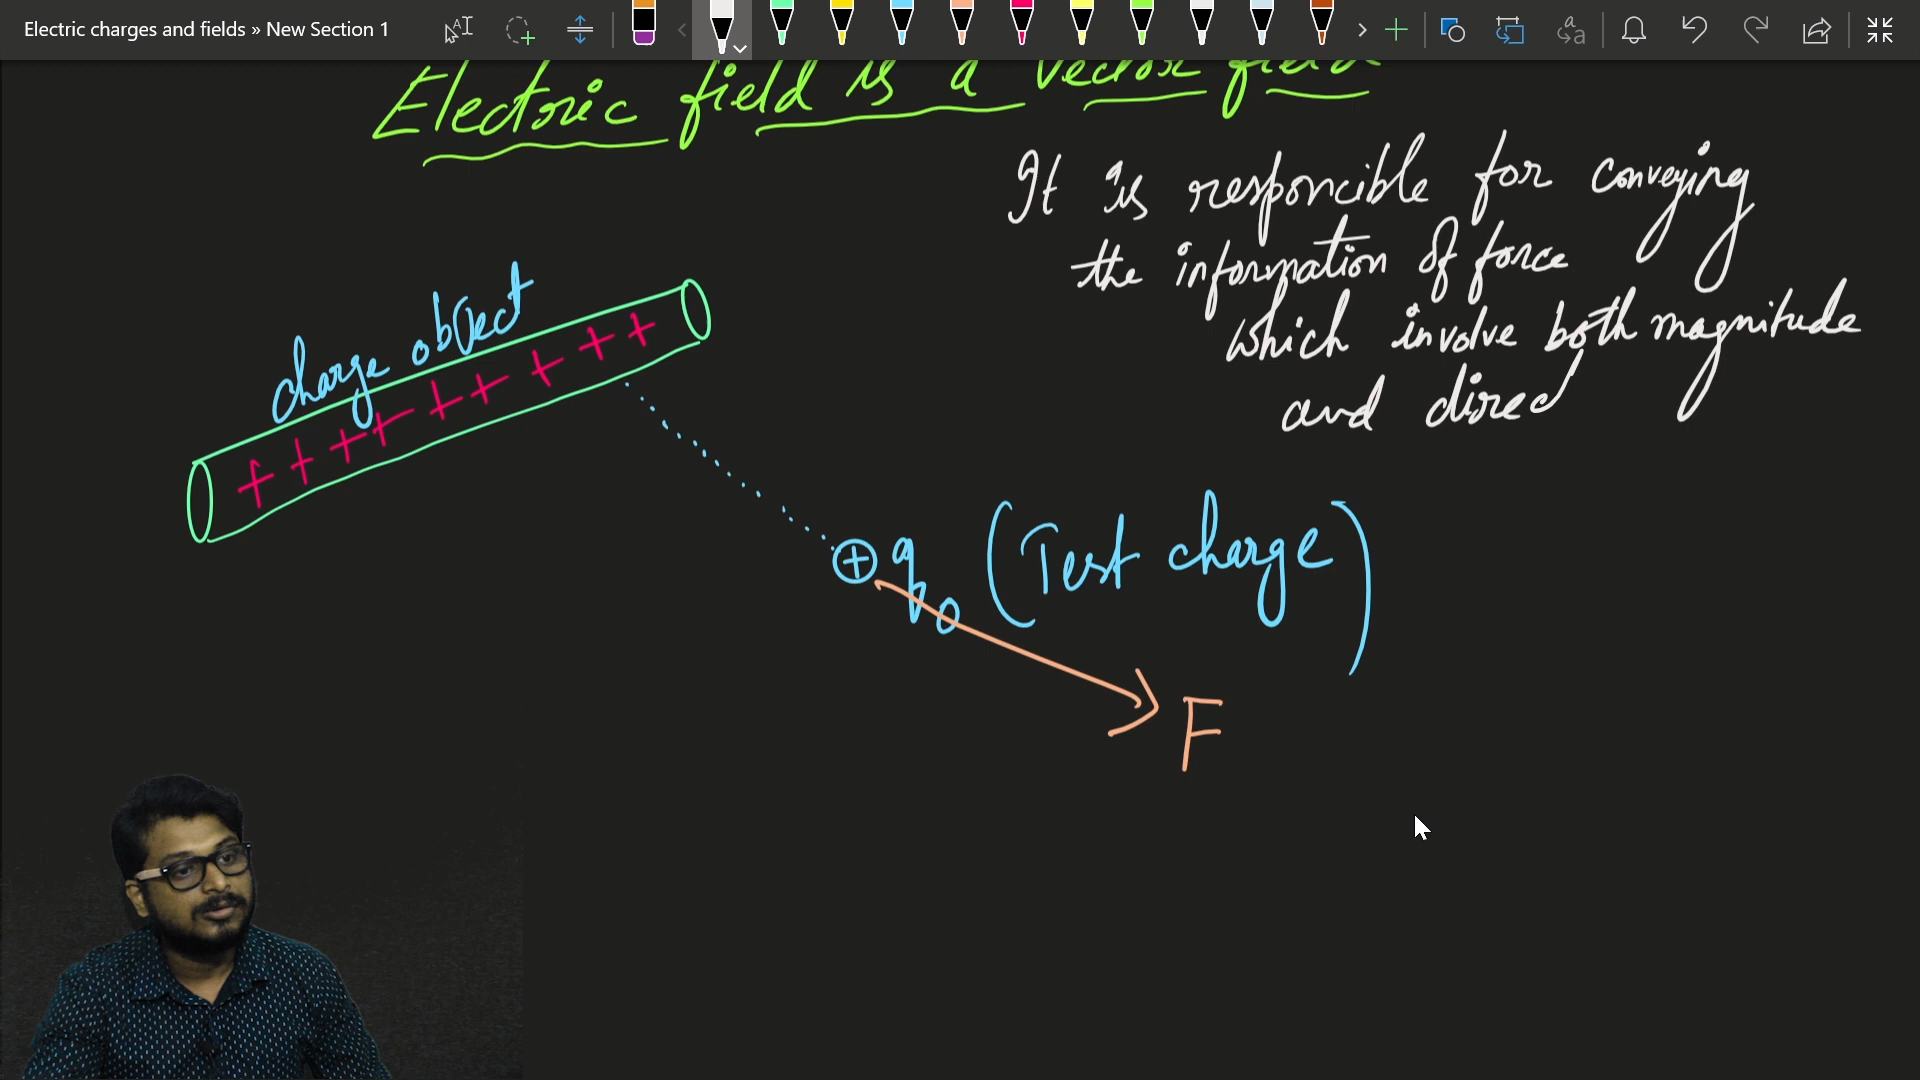 Electric charges and fields » New Section 1
Electric field is a vector field
It is responcible for conveying
the information of force
which involve both magnitude
and direc
charge object
+ + + + + + + + +
+ q0 (Test charge)
F